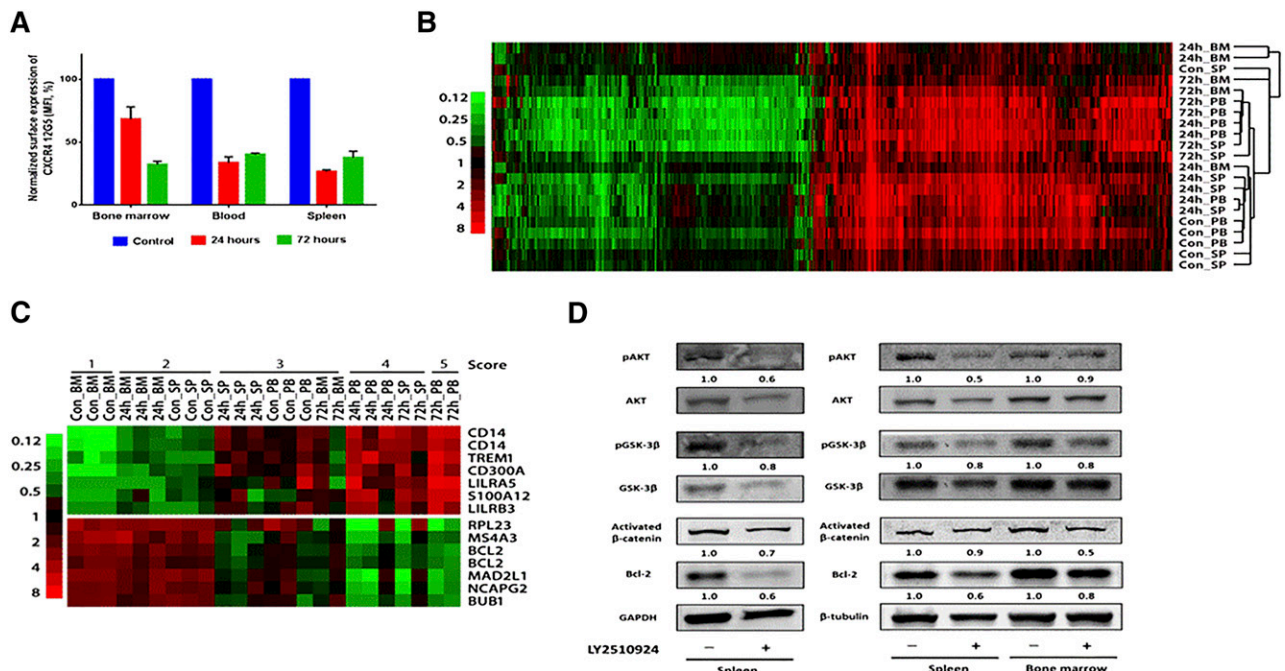 A
Normalized surface expression of
CXCR4 12G5 (MFI, %)
100
50
0
Bone marrow Blood Spleen
Control 24 hours 72 hours
B
0.12
0.25
0.5
1
2
4
8
24h_BM
24h_BM
Con_SP
72h_BM
72h_BM
72h_PB
72h_PB
24h_PB
24h_PB
72h_SP
72h_SP
24h_BM
24h_SP
24h_SP
24h_PB
24h_SP
Con_PB
Con_PB
Con_PB
Con_SP
Con_SP
C
1 2 3 4 5 Score
Con_BM Con_BM Con_BM 24h_BM 24h_BM 24h_BM Con_SP Con_SP Con_SP 24h_SP 24h_SP 24h_SP Con_PB Con_PB Con_PB 72h_BM 72h_BM 24h_PB 24h_PB 24h_PB 72h_SP 72h_SP 72h_PB 72h_PB
0.12
0.25
0.5
1
2
4
8
CD14
CD14
TREM1
CD300A
LILRA5
S100A12
LILRB3
RPL23
MS4A3
BCL2
BCL2
MAD2L1
NCAPG2
BUB1
D
pAKT
1.0 0.6
AKT
pGSK-3β
1.0 0.8
GSK-3β
Activated
β-catenin
1.0 0.7
Bcl-2
1.0 0.6
GAPDH
LY2510924 − +
Spleen
pAKT
1.0 0.5 1.0 0.9
AKT
pGSK-3β
1.0 0.8 1.0 0.8
GSK-3β
Activated
β-catenin
1.0 0.9 1.0 0.5
Bcl-2
1.0 0.6 1.0 0.8
β-tubulin
− + − +
Spleen Bone marrow